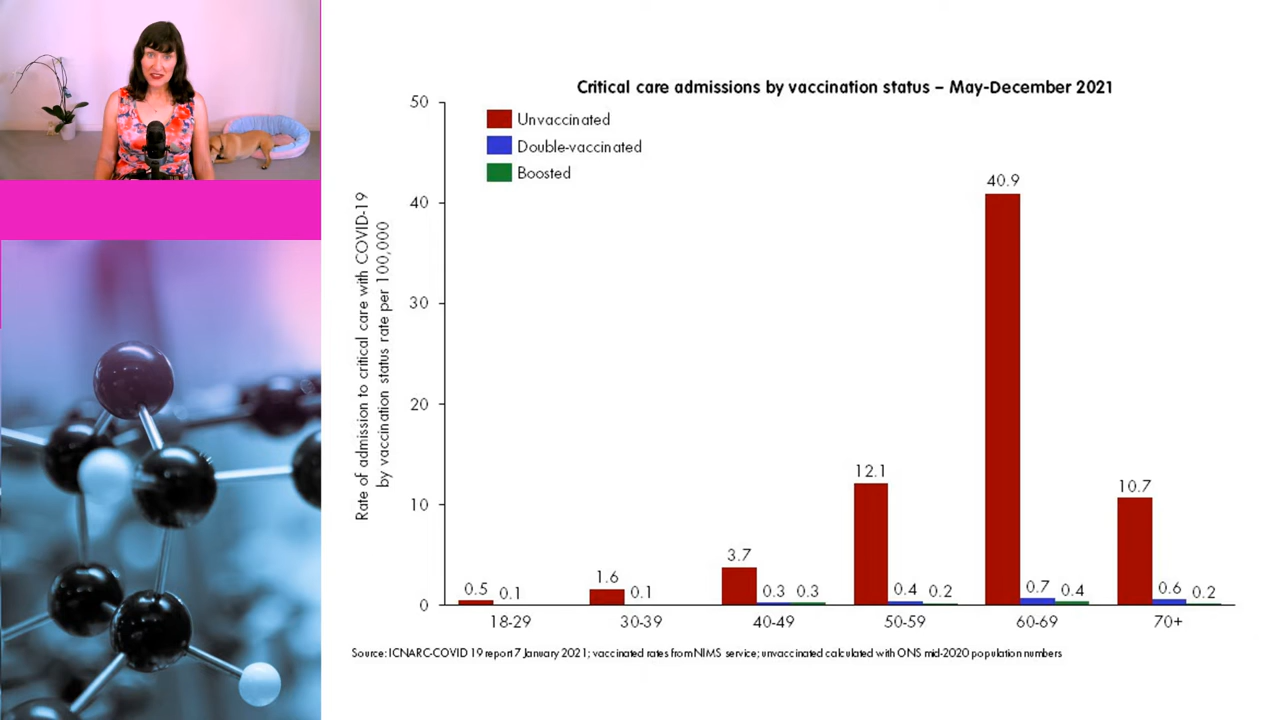 Critical care admissions by vaccination status – May-December 2021
Rate of admission to critical care with COVID-19
by vaccination status rate per 100,000
50
40
30
20
10
0
Unvaccinated
Double-vaccinated
Boosted
0.5 0.1
1.6 0.1
3.7 0.3 0.3
12.1 0.4 0.2
40.9 0.7 0.4
10.7 0.6 0.2
18-29 30-39 40-49 50-59 60-69 70+
Source: ICNARC-COVID 19 report 7 January 2021; vaccinated rates from NIMS service; unvaccinated calculated with ONS mid-2020 population numbers